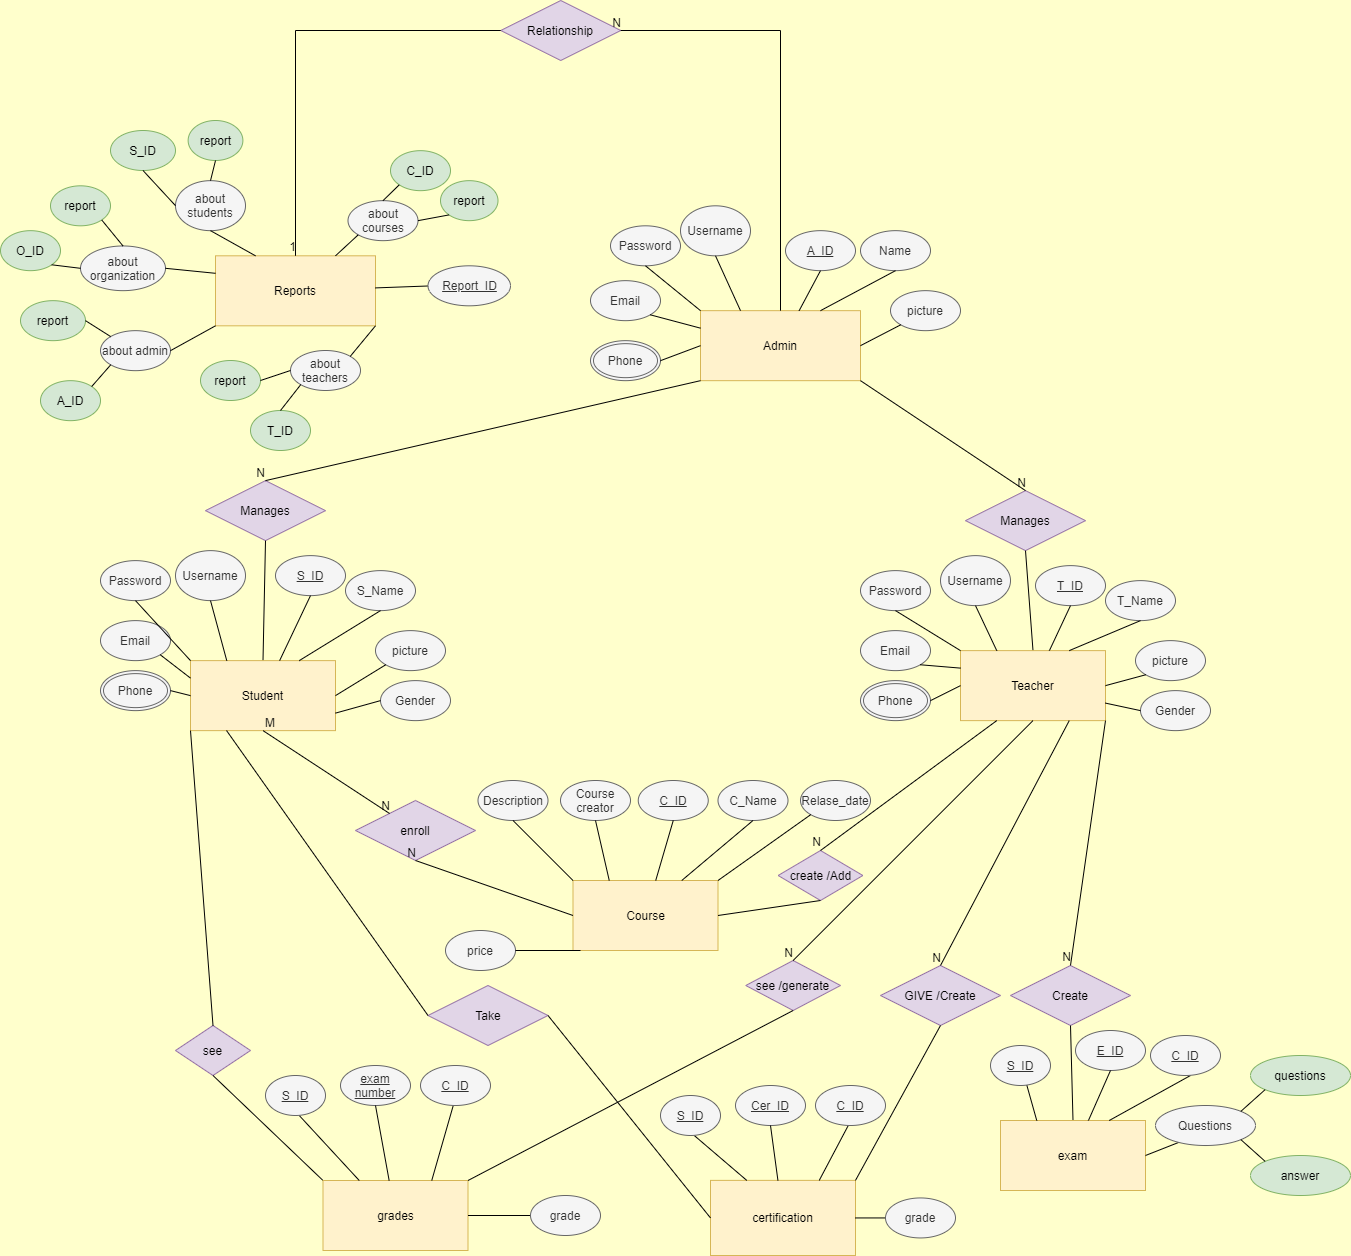 N
Relationship
report
S_ID
C_ID
report
about
students
report
about
courses
Username
1
Password
A_ID
Name
O_ID
about
organization
Report_ID
Reports
Email
picture
report
about admin
Admin
Phone
about
teachers
report
A_ID
T_ID
N
N
Manages
Manages
Password
Username
S_ID
S_Name
Password
Username
T_ID
T_Name
Email
picture
Email
picture
Phone
Student
Gender
Phone
Teacher
Gender
M
Description
Course
creator
C_ID
C_Name
Relase_date
N
enroll
N
N
create /Add
Course
price
N
N
N
see /generate
GIVE /Create
Create
Take
see
S_ID
E_ID
C_ID
S_ID
exam
number
C_ID
questions
S_ID
Cer_ID
C_ID
Questions
exam
answer
grades
grade
certification
grade